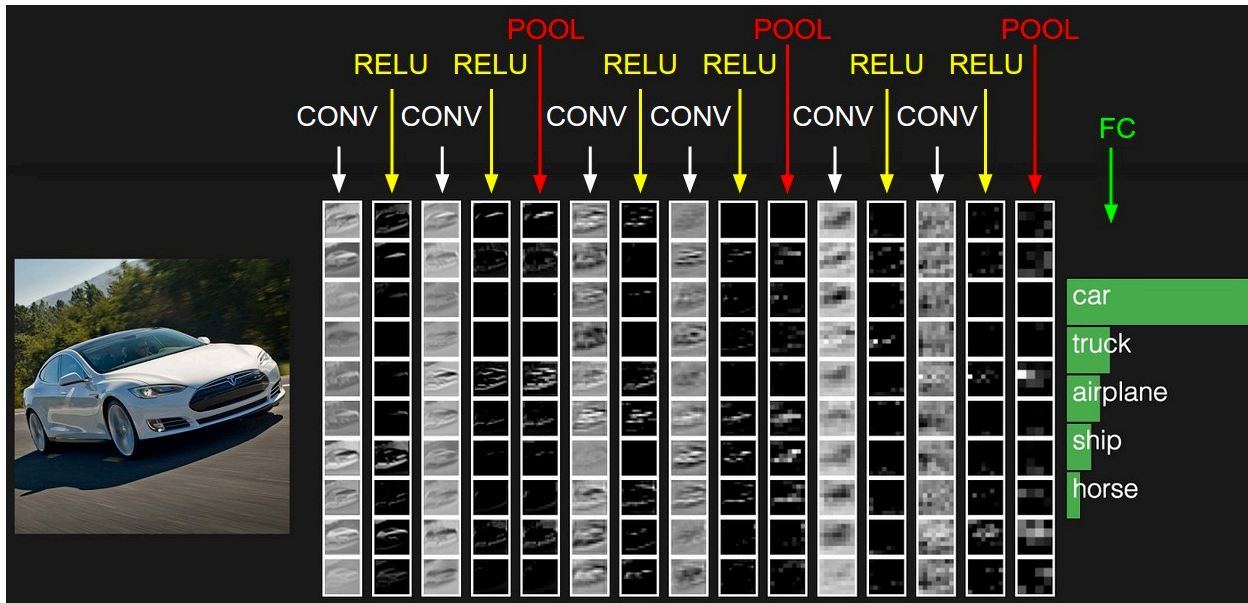 POOL POOL POOL
RELU RELU RELU RELU RELU RELU
CONV CONV CONV CONV CONV CONV
FC
car
truck
airplane
ship
horse